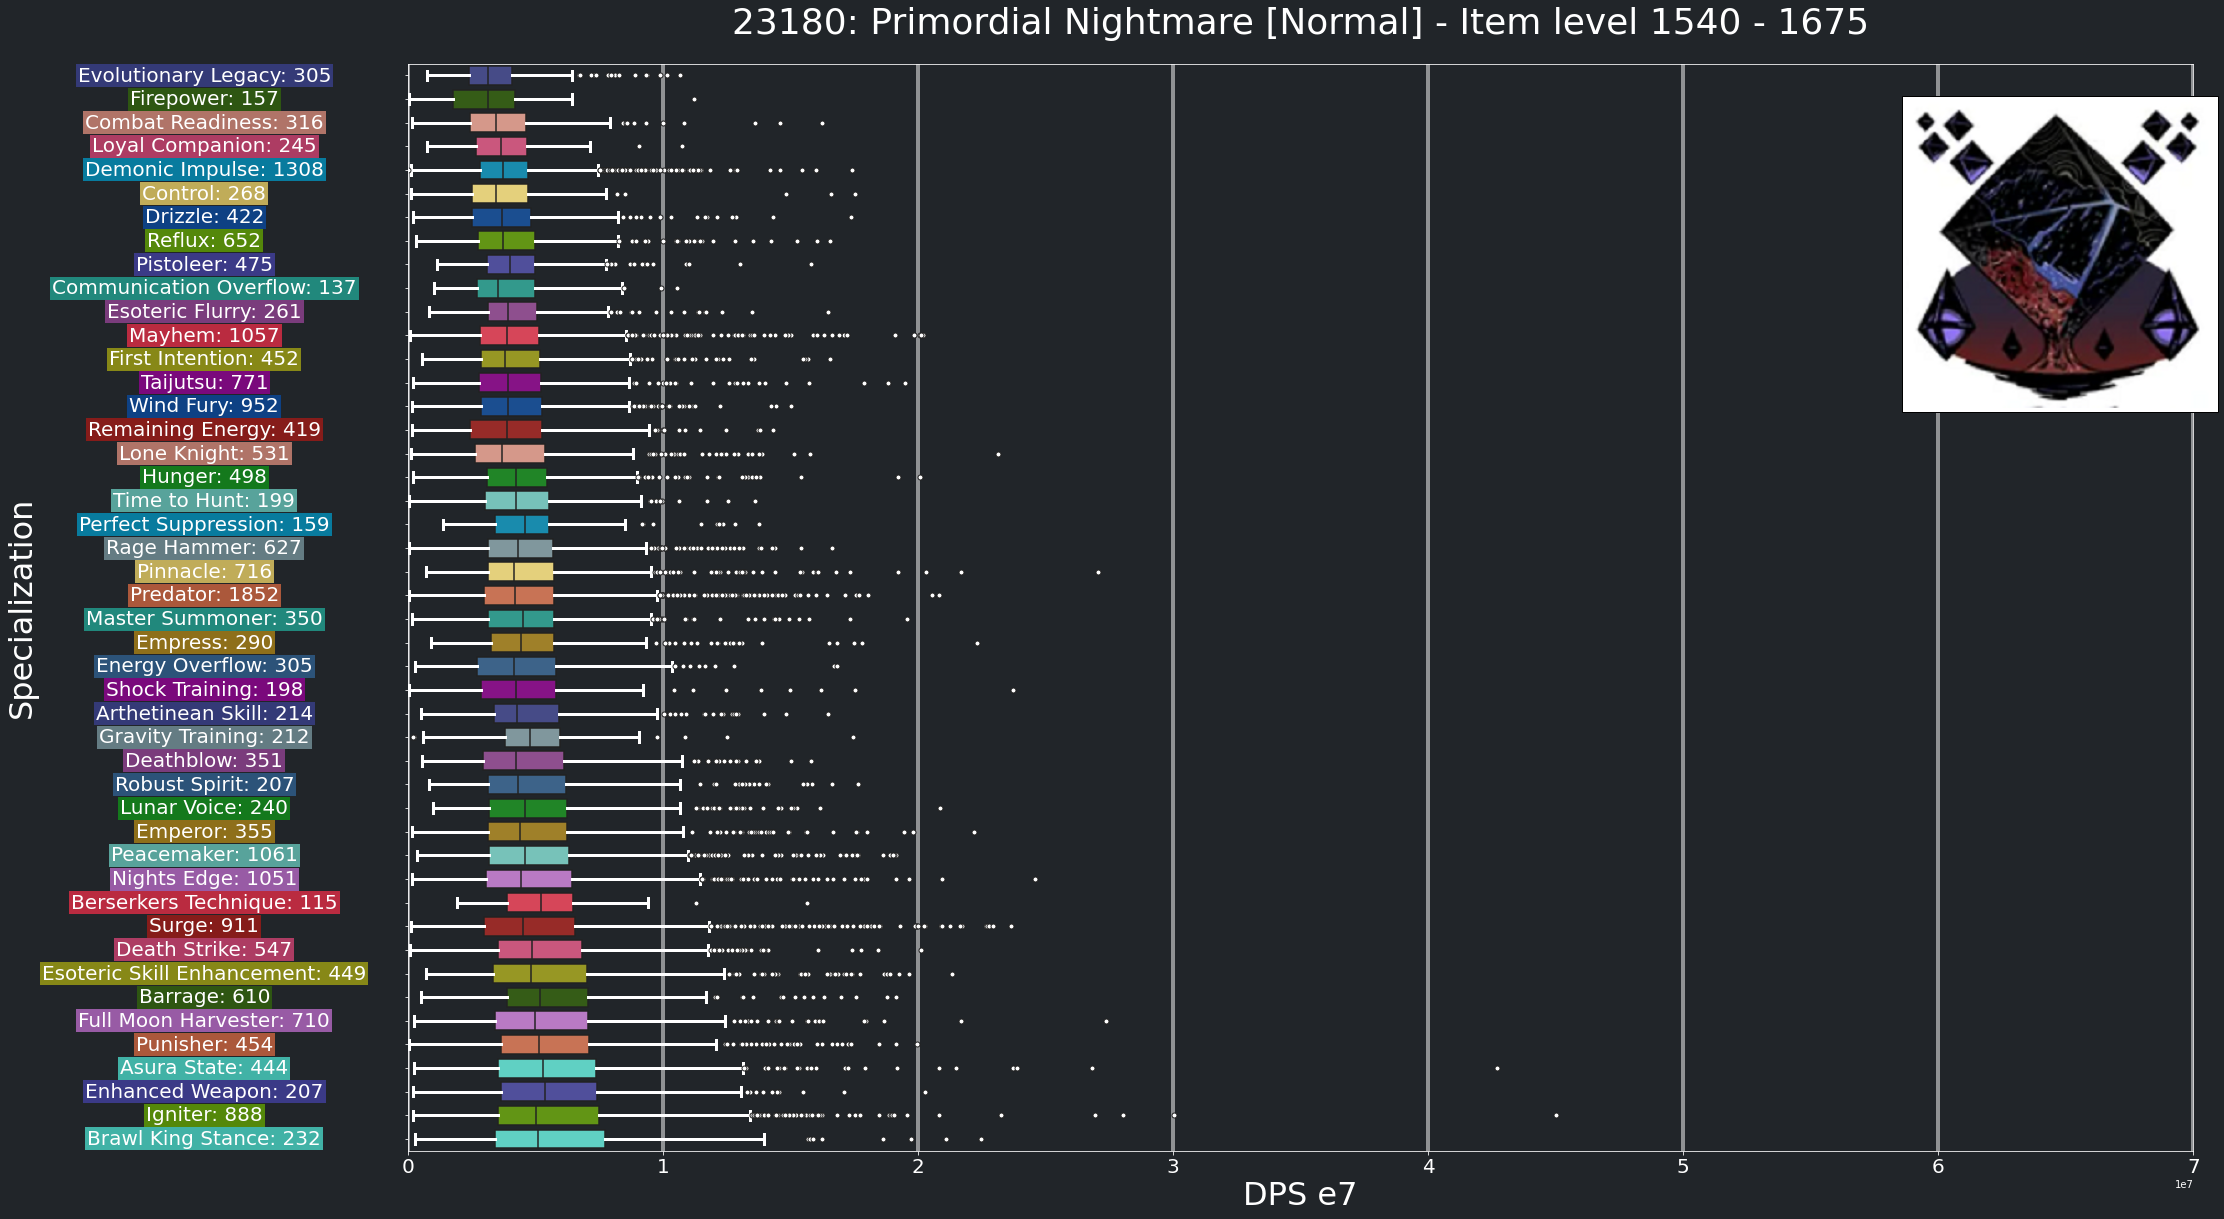 23180: Primordial Nightmare [Normal] - Item level 1540 - 1675
Evolutionary Legacy: 305
Firepower: 157
Combat Readiness: 316
Loyal Companion: 245
Demonic Impulse: 1308
Control: 268
Drizzle: 422
Reflux: 652
Pistoleer: 475
Communication Overflow: 137
Esoteric Flurry: 261
Mayhem: 1057
First Intention: 452
Taijutsu: 771
Wind Fury: 952
Remaining Energy: 419
Lone Knight: 531
Hunger: 498
Time to Hunt: 199
Perfect Suppression: 159
Rage Hammer: 627
Pinnacle: 716
Predator: 1852
Master Summoner: 350
Empress: 290
Energy Overflow: 305
Shock Training: 198
Arthetinean Skill: 214
Gravity Training: 212
Deathblow: 351
Robust Spirit: 207
Lunar Voice: 240
Emperor: 355
Peacemaker: 1061
Nights Edge: 1051
Berserkers Technique: 115
Surge: 911
Death Strike: 547
Esoteric Skill Enhancement: 449
Barrage: 610
Full Moon Harvester: 710
Punisher: 454
Asura State: 444
Enhanced Weapon: 207
Igniter: 888
Brawl King Stance: 232
Specialization
0 1 2 3 4 5 6 7
1e7
DPS e7